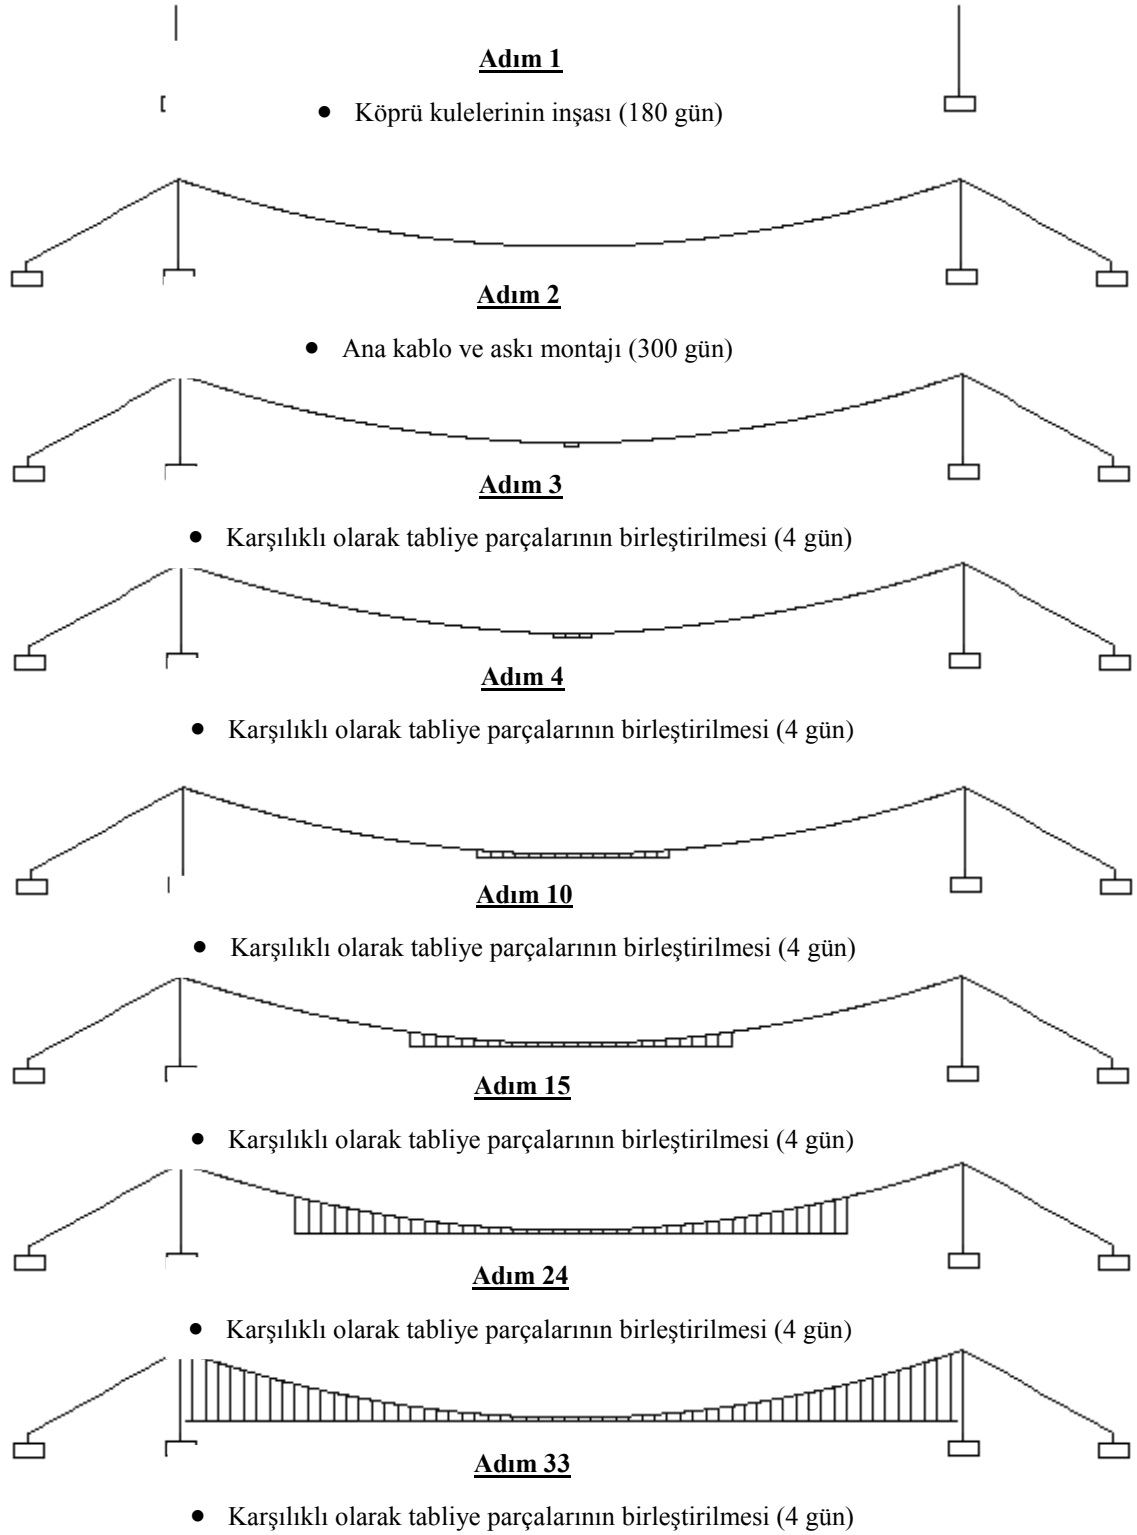 Adım 1
• Köprü kulelerinin inşası (180 gün)
Adım 2
• Ana kablo ve askı montajı (300 gün)
Adım 3
• Karşılıklı olarak tabliye parçalarının birleştirilmesi (4 gün)
Adım 4
• Karşılıklı olarak tabliye parçalarının birleştirilmesi (4 gün)
Adım 10
• Karşılıklı olarak tabliye parçalarının birleştirilmesi (4 gün)
Adım 15
• Karşılıklı olarak tabliye parçalarının birleştirilmesi (4 gün)
Adım 24
• Karşılıklı olarak tabliye parçalarının birleştirilmesi (4 gün)
Adım 33
• Karşılıklı olarak tabliye parçalarının birleştirilmesi (4 gün)